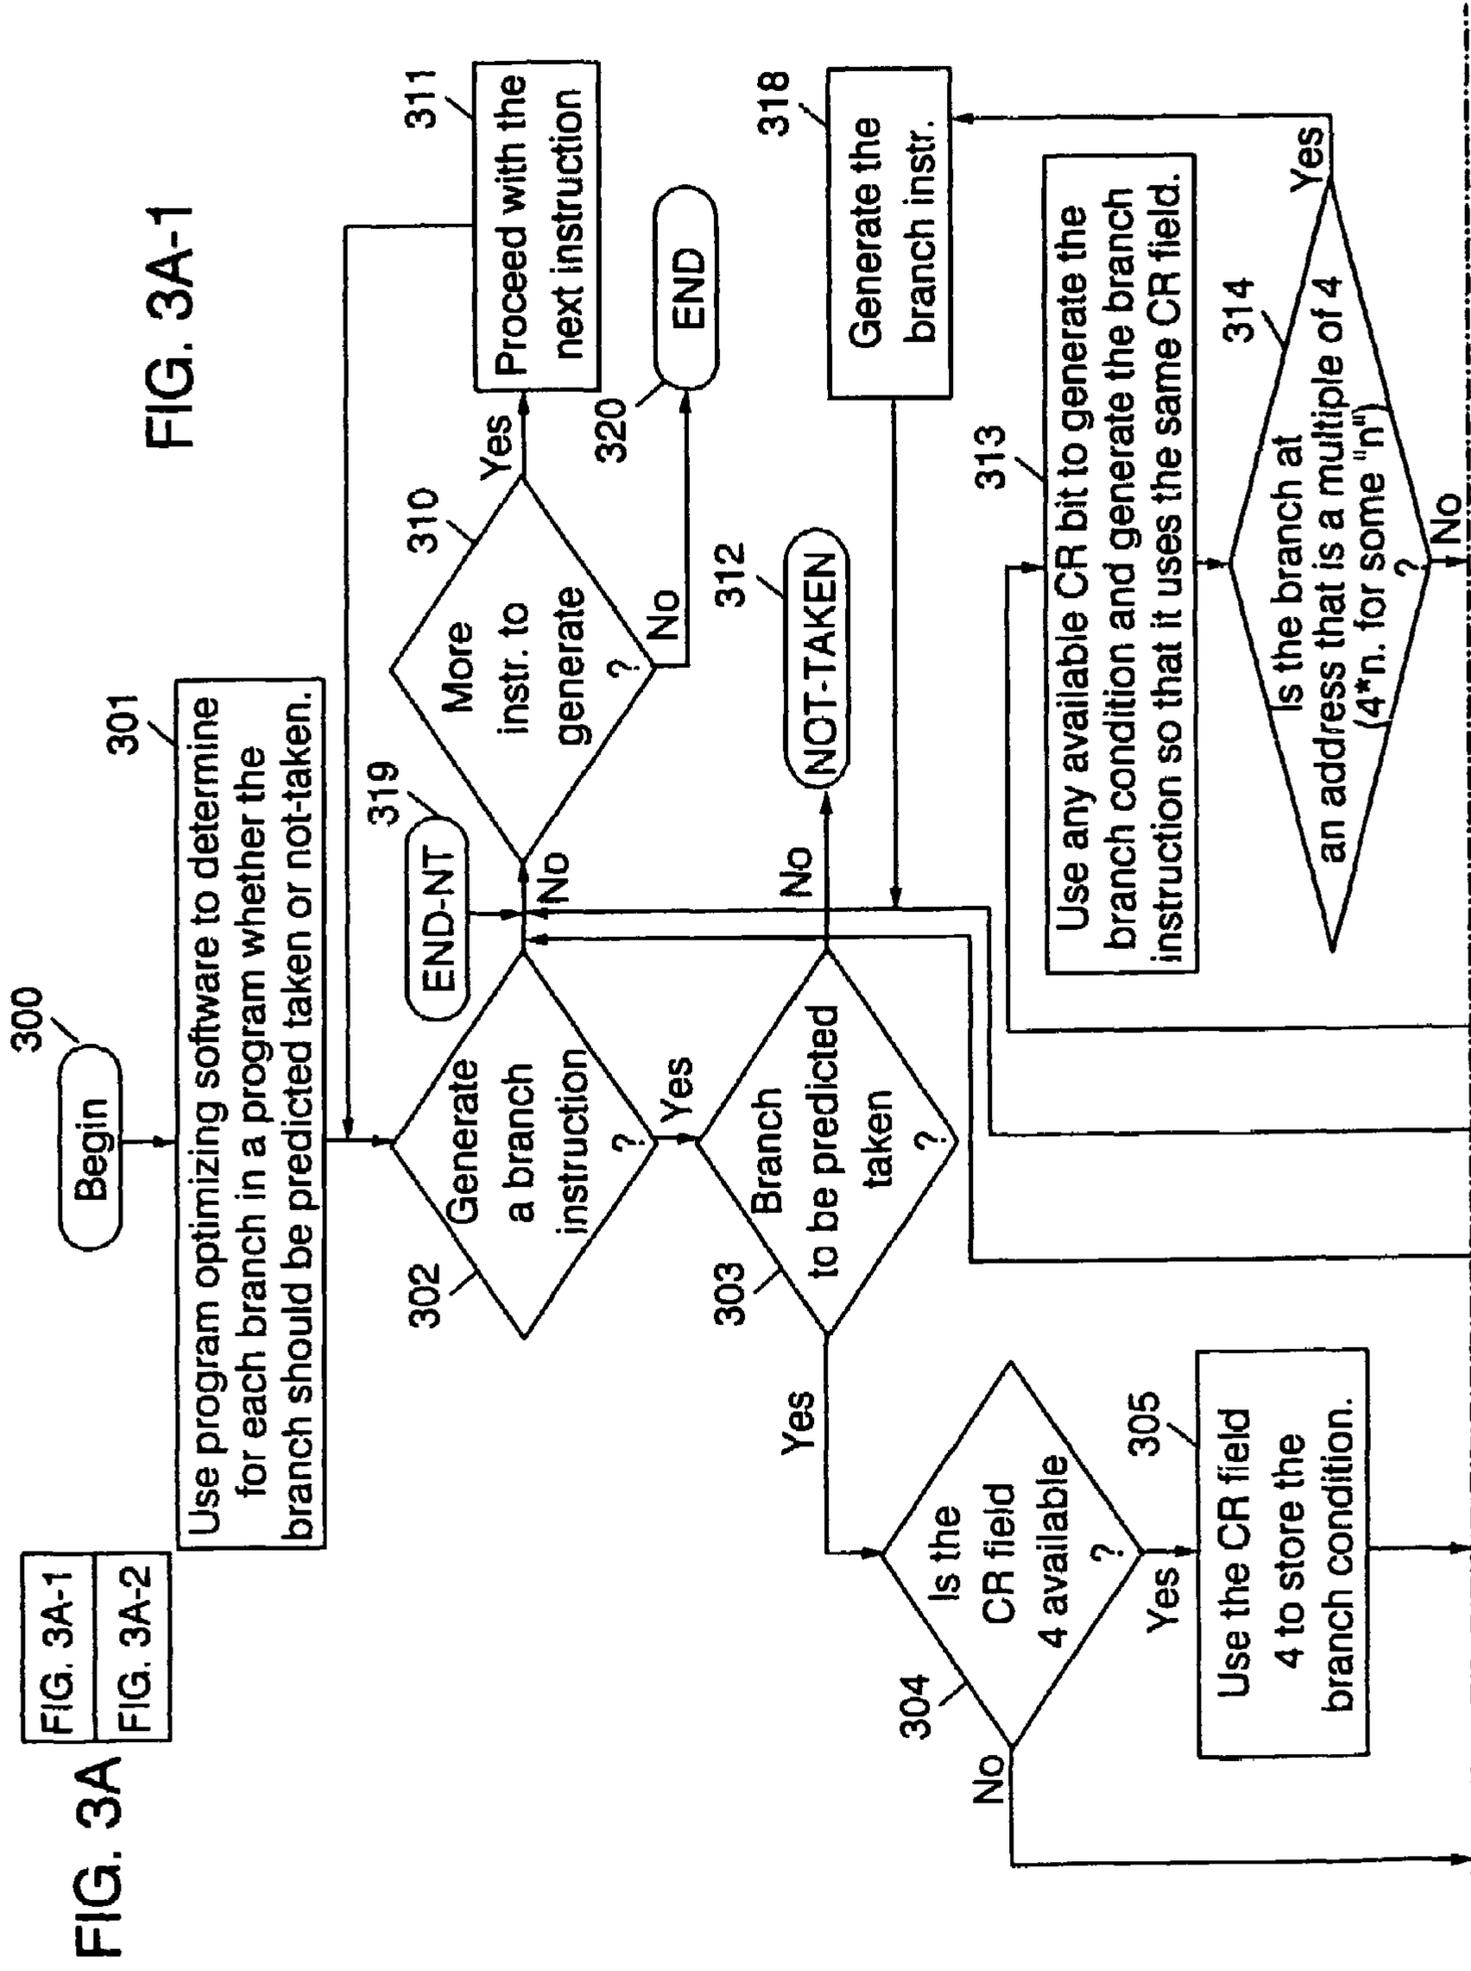 FIG. 3A
FIG. 3A-1
FIG. 3A-2
FIG. 3A-1
300
Begin
301
Use program optimizing software to determine
for each branch in a program whether the
branch should be predicted taken or not-taken.
302
Generate
a branch
instruction
?
No
Yes
319
END-NT
310
More
instr. to
generate
?
Yes
No
311
Proceed with the
next instruction
320
END
303
Branch
to be predicted
taken
?
Yes
No
312
NOT-TAKEN
318
Generate the
branch instr.
304
Is the
CR field
4 available
?
No
Yes
305
Use the CR field
4 to store the
branch condition.
313
Use any available CR bit to generate the
branch condition and generate the branch
instruction so that it uses the same CR field.
314
Is the branch at
an address that is a multiple of 4
(4*n. for some "n")
?
Yes
No